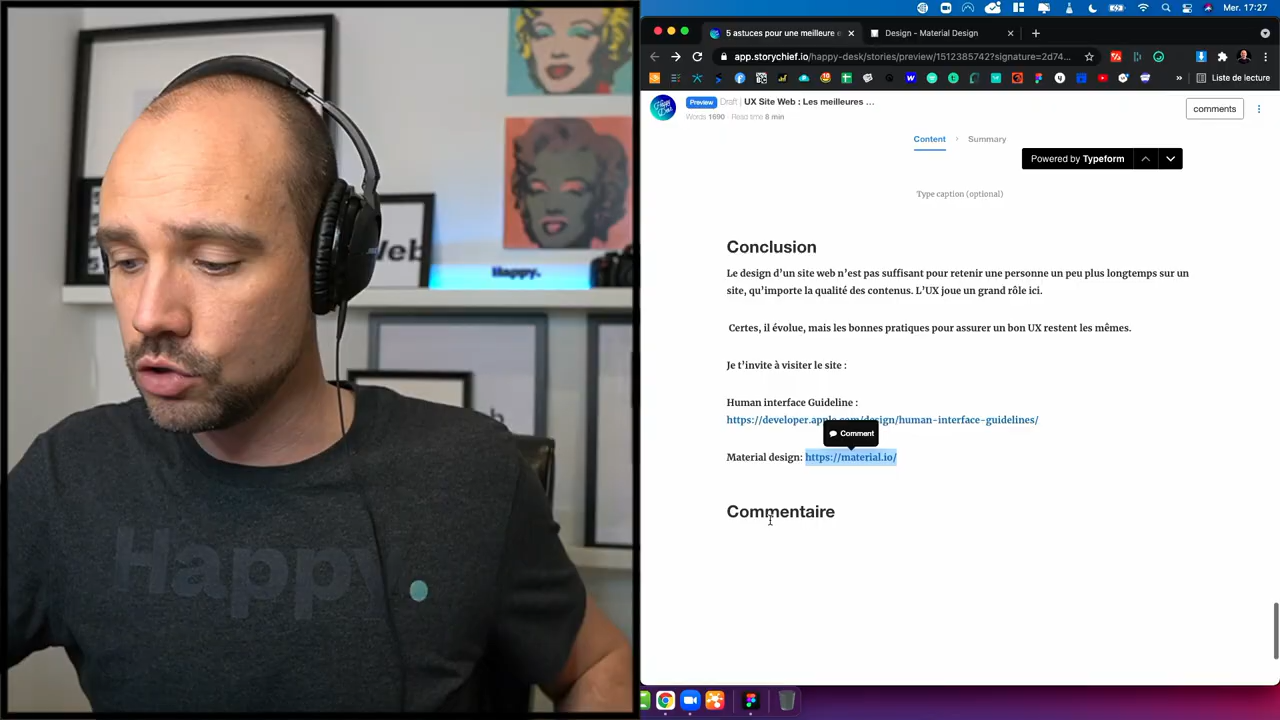 Mer. 17:27
5 astuces pour une meilleure e
Design - Material Design
app.storychief.io/happy-desk/stories/preview/1512385742?signature=2d74...
Liste de lecture
Happy Desk
Preview Draft | UX Site Web : Les meilleures ...
Words 1690 · Read time 8 min
comments
Content > Summary
Powered by Typeform
Type caption (optional)
Conclusion
Le design d’un site web n’est pas suffisant pour retenir une personne un peu plus longtemps sur un
site, qu’importe la qualité des contenus. L’UX joue un grand rôle ici.
Certes, il évolue, mais les bonnes pratiques pour assurer un bon UX restent les mêmes.
Je t’invite à visiter le site :
Human interface Guideline :
https://developer.apple.com/design/human-interface-guidelines/
Comment
Material design: https://material.io/
Commentaire
Web
Happy.
Happy